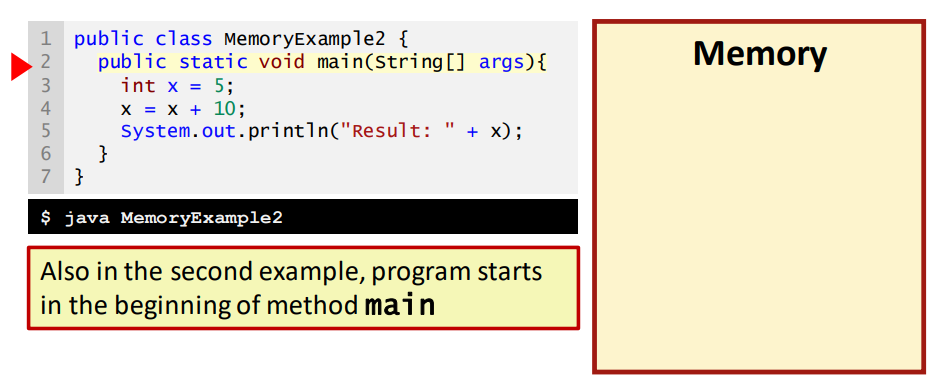 1 public class MemoryExample2 {
2   public static void main(String[] args){
3     int x = 5;
4     x = x + 10;
5     System.out.println("Result: " + x);
6   }
7 }
$ java MemoryExample2
Also in the second example, program starts
in the beginning of method main
Memory